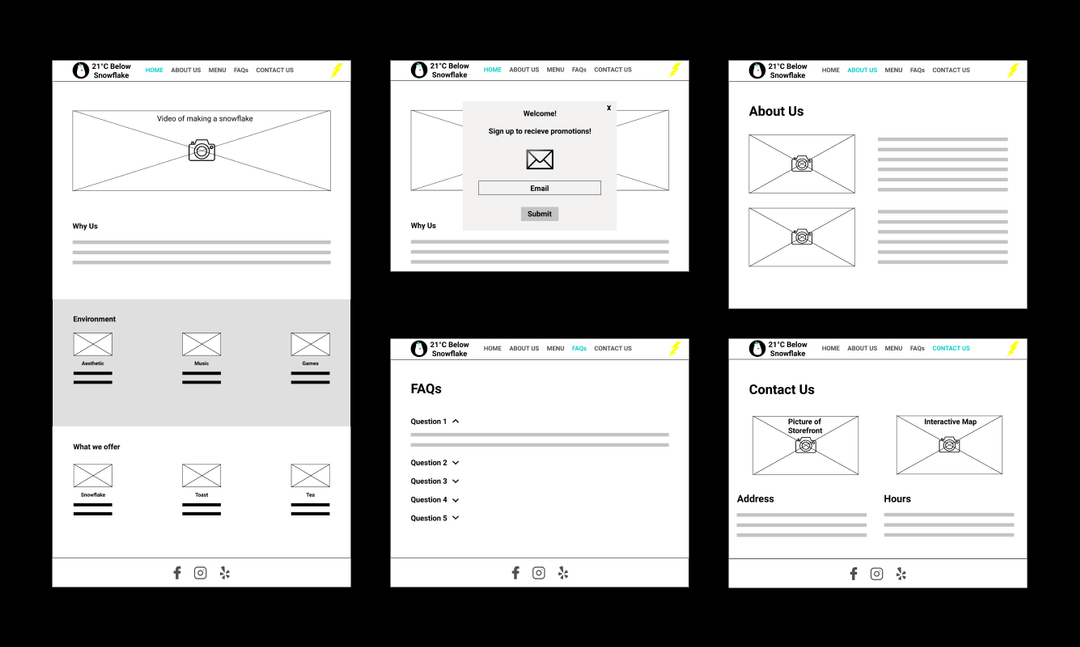 21°C Below
Snowflake
HOME ABOUT US MENU FAQs CONTACT US
Video of making a snowflake
Why Us
Environment
Aesthetic Music Games
What we offer
Snowflake Toast Tea
21°C Below
Snowflake
HOME ABOUT US MENU FAQs CONTACT US
X
Welcome!
Sign up to recieve promotions!
Email
Submit
Why Us
21°C Below
Snowflake
HOME ABOUT US MENU FAQs CONTACT US
About Us
21°C Below
Snowflake
HOME ABOUT US MENU FAQs CONTACT US
FAQs
Question 1
Question 2
Question 3
Question 4
Question 5
21°C Below
Snowflake
HOME ABOUT US MENU FAQs CONTACT US
Contact Us
Picture of
Storefront
Interactive Map
Address Hours